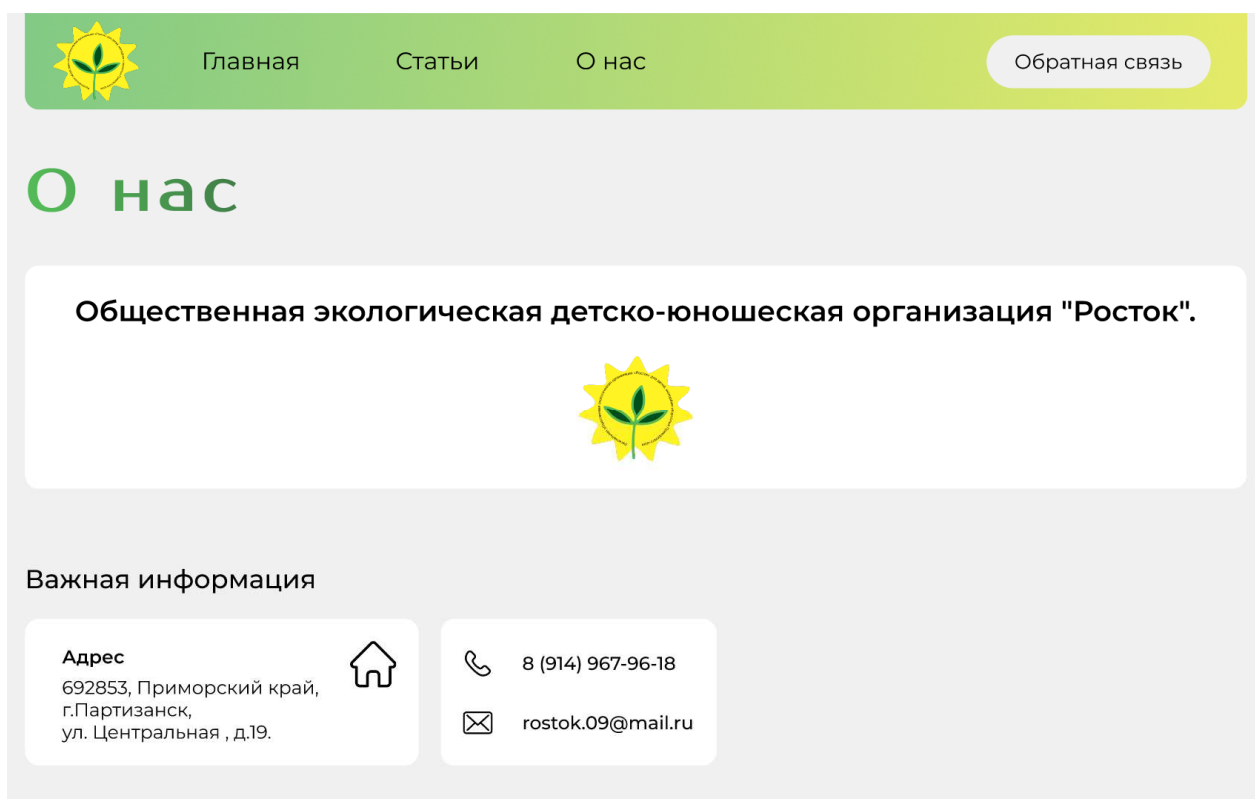 Главная
Статьи
О нас
Обратная связь
О нас
Общественная экологическая детско-юношеская организация "Росток".
Важная информация
Адрес
692853, Приморский край,
г.Партизанск,
ул. Центральная , д.19.
8 (914) 967-96-18
rostok.09@mail.ru